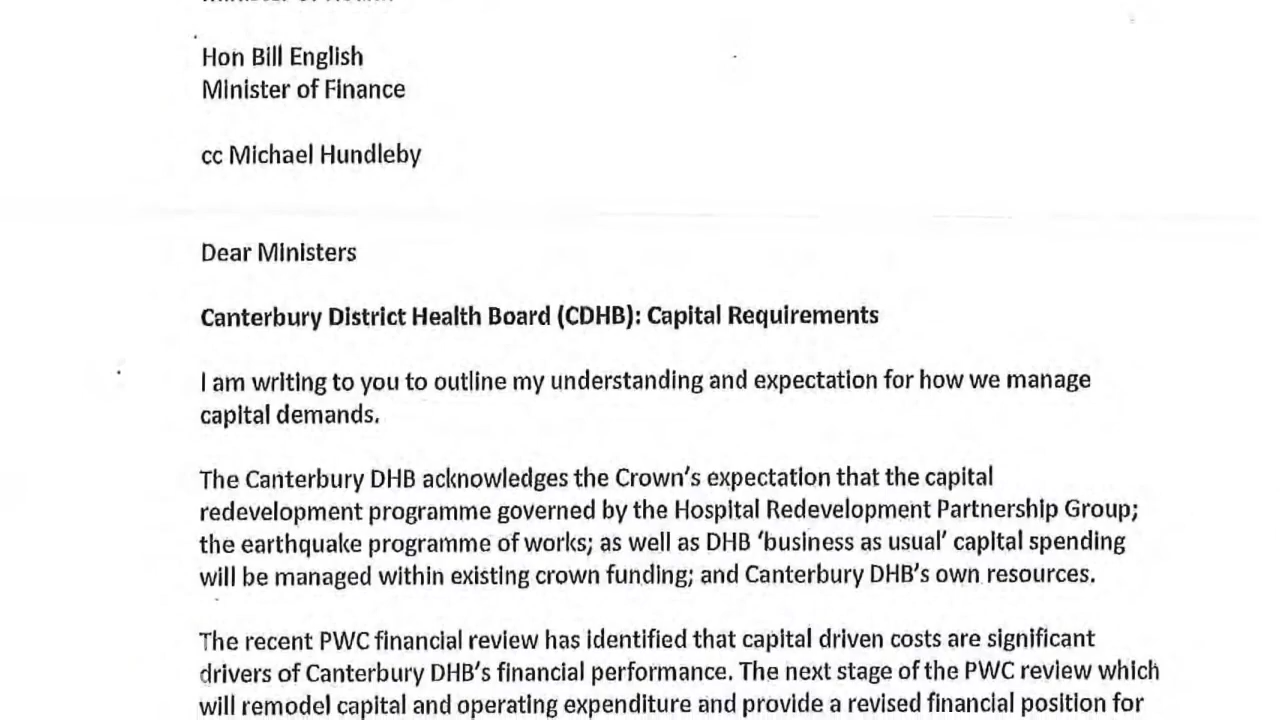 Hon Bill English
Minister of Finance
cc Michael Hundleby
Dear Ministers
Canterbury District Health Board (CDHB): Capital Requirements
I am writing to you to outline my understanding and expectation for how we manage
capital demands.
The Canterbury DHB acknowledges the Crown's expectation that the capital
redevelopment programme governed by the Hospital Redevelopment Partnership Group;
the earthquake programme of works; as well as DHB 'business as usual' capital spending
will be managed within existing crown funding; and Canterbury DHB's own resources.
The recent PWC financial review has identified that capital driven costs are significant
drivers of Canterbury DHB's financial performance. The next stage of the PWC review which
will remodel capital and operating expenditure and provide a revised financial position for